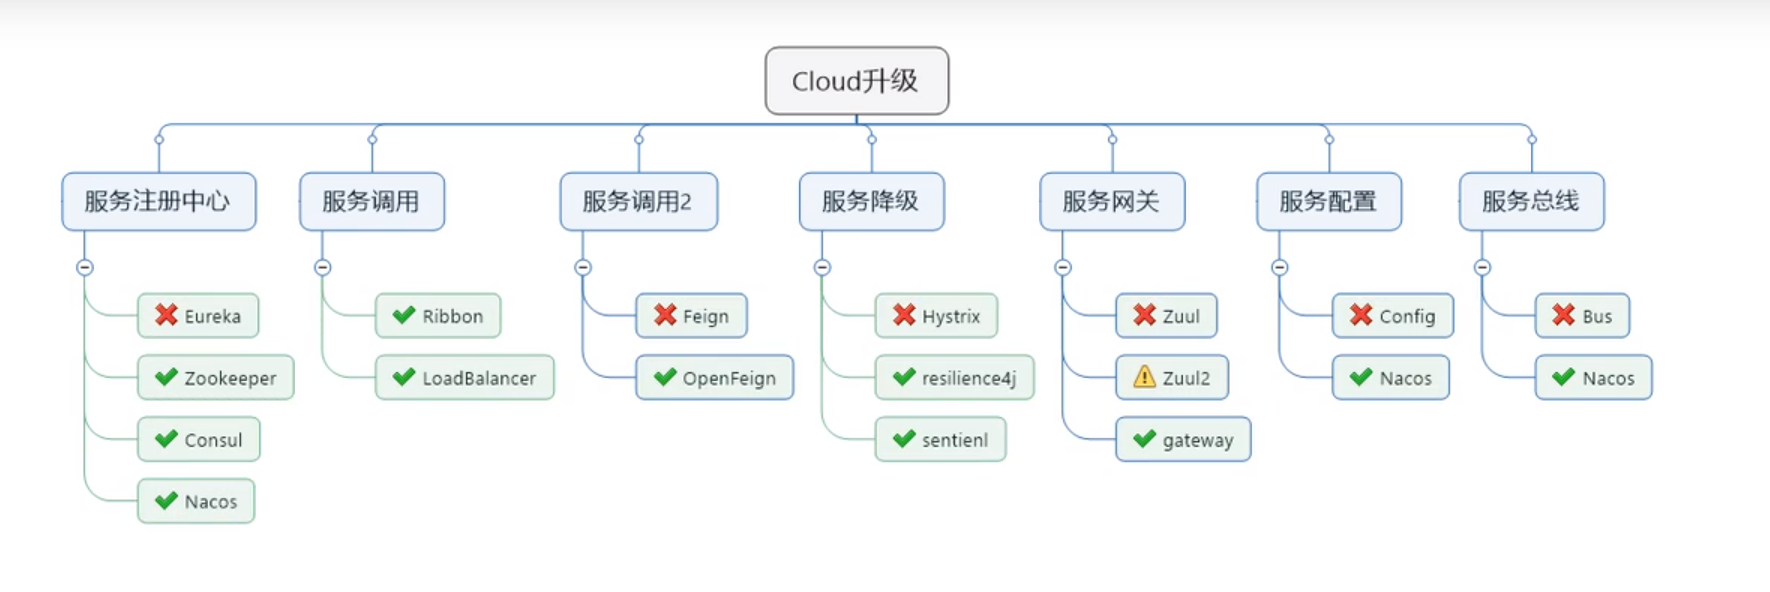 Cloud升级
服务注册中心
服务调用
服务调用2
服务降级
服务网关
服务配置
服务总线
Eureka
Zookeeper
Consul
Nacos
Ribbon
LoadBalancer
Feign
OpenFeign
Hystrix
resilience4j
sentienl
Zuul
Zuul2
gateway
Config
Nacos
Bus
Nacos